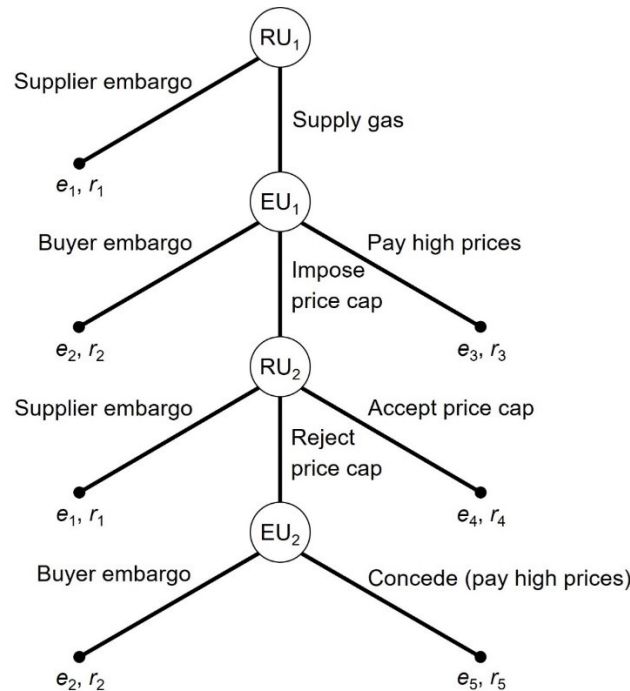 RU₁
Supplier embargo
Supply gas
e₁, r₁
EU₁
Buyer embargo
Pay high prices
Impose
price cap
e₂, r₂
e₃, r₃
RU₂
Supplier embargo
Accept price cap
Reject
price cap
e₁, r₁
e₄, r₄
EU₂
Buyer embargo
Concede (pay high prices)
e₂, r₂
e₅, r₅